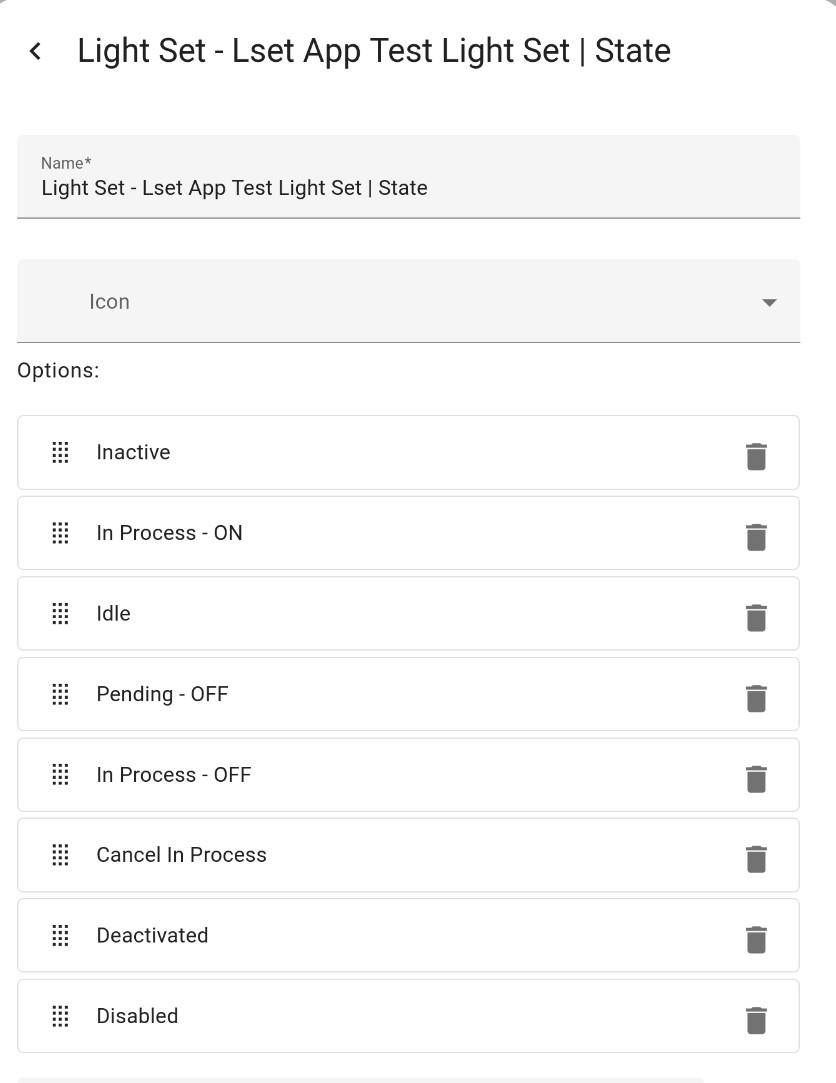 Light Set - Lset App Test Light Set | State
Name*
Light Set - Lset App Test Light Set | State
Icon
Options:
Inactive
In Process - ON
Idle
Pending - OFF
In Process - OFF
Cancel In Process
Deactivated
Disabled